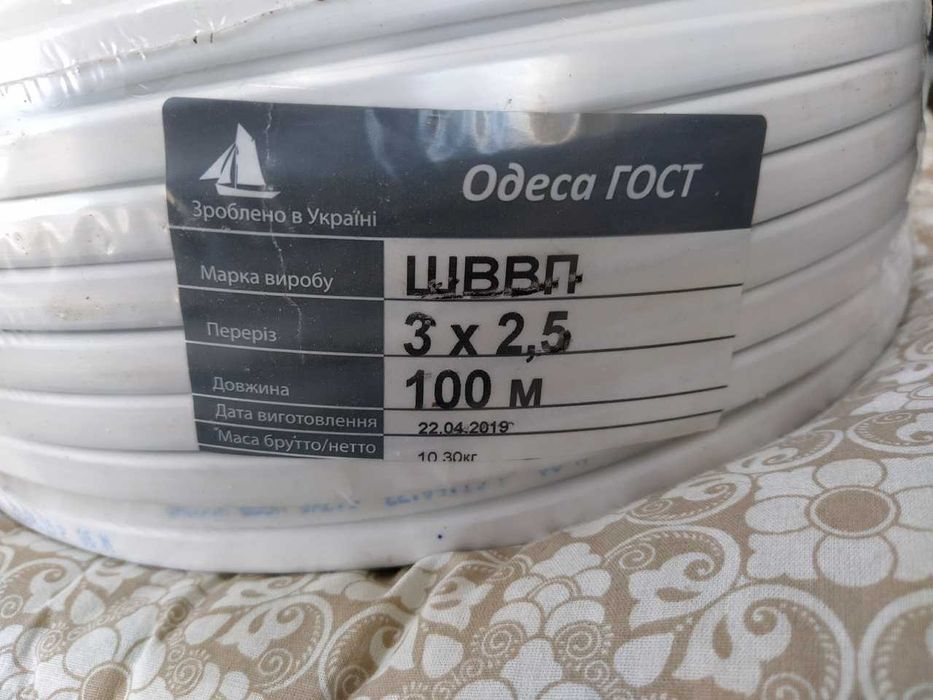 Одеса ГОСТ
Зроблено в Україні
Марка виробу ШВВП
Переріз 3 х 2,5
Довжина 100 м
Дата виготовлення 22.04.2019
Маса брутто/нетто 10.30кг